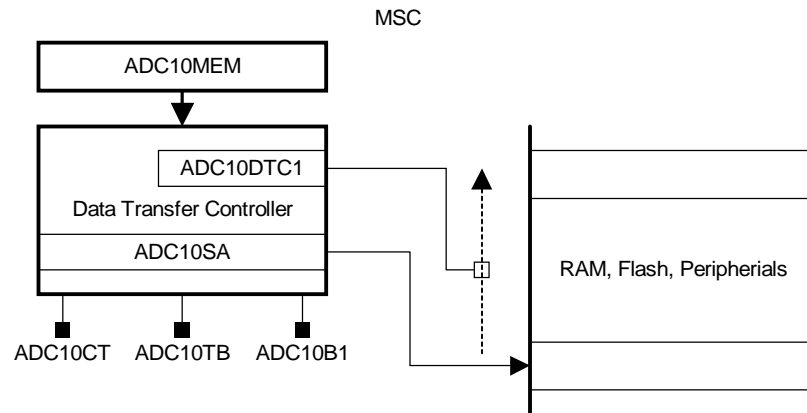 MSC
ADC10MEM
ADC10DTC1
Data Transfer Controller
ADC10SA
RAM, Flash, Peripherials
ADC10CT
ADC10TB
ADC10B1